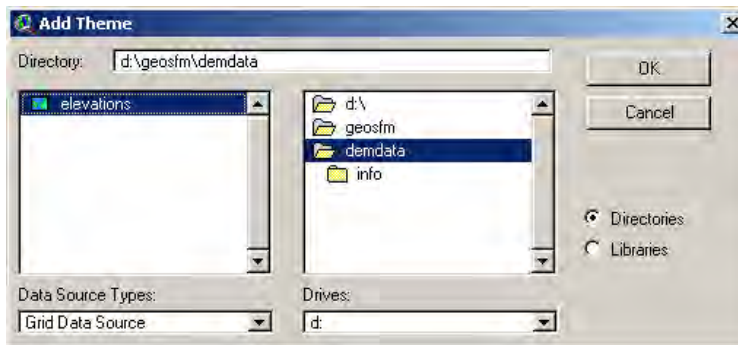 Add Theme
Directory: d:\geosfm\demdata
OK
elevations
d:\
geosfm
demdata
info
Cancel
Directories
Libraries
Data Source Types:
Drives:
Grid Data Source
d: